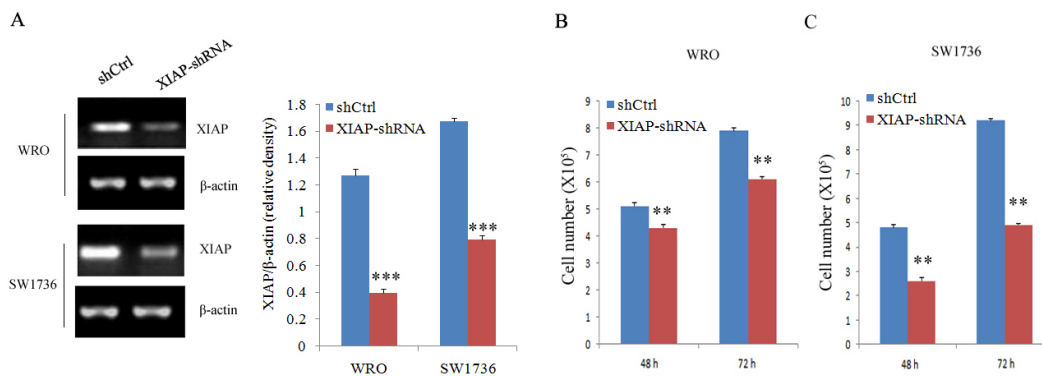 A
shCtrl
XIAP-shRNA
WRO
XIAP
β-actin
SW1736
XIAP
β-actin
XIAP/β-actin (relative density)
1.8
1.6
1.4
1.2
1
0.8
0.6
0.4
0.2
0
shCtrl
XIAP-shRNA
***
***
WRO
SW1736
B
WRO
Cell number (X10⁵)
9
8
7
6
5
4
3
2
1
0
shCtrl
XIAP-shRNA
**
**
48 h
72 h
C
SW1736
Cell number (X10⁵)
10
9
8
7
6
5
4
3
2
1
0
shCtrl
XIAP-shRNA
**
**
48 h
72 h